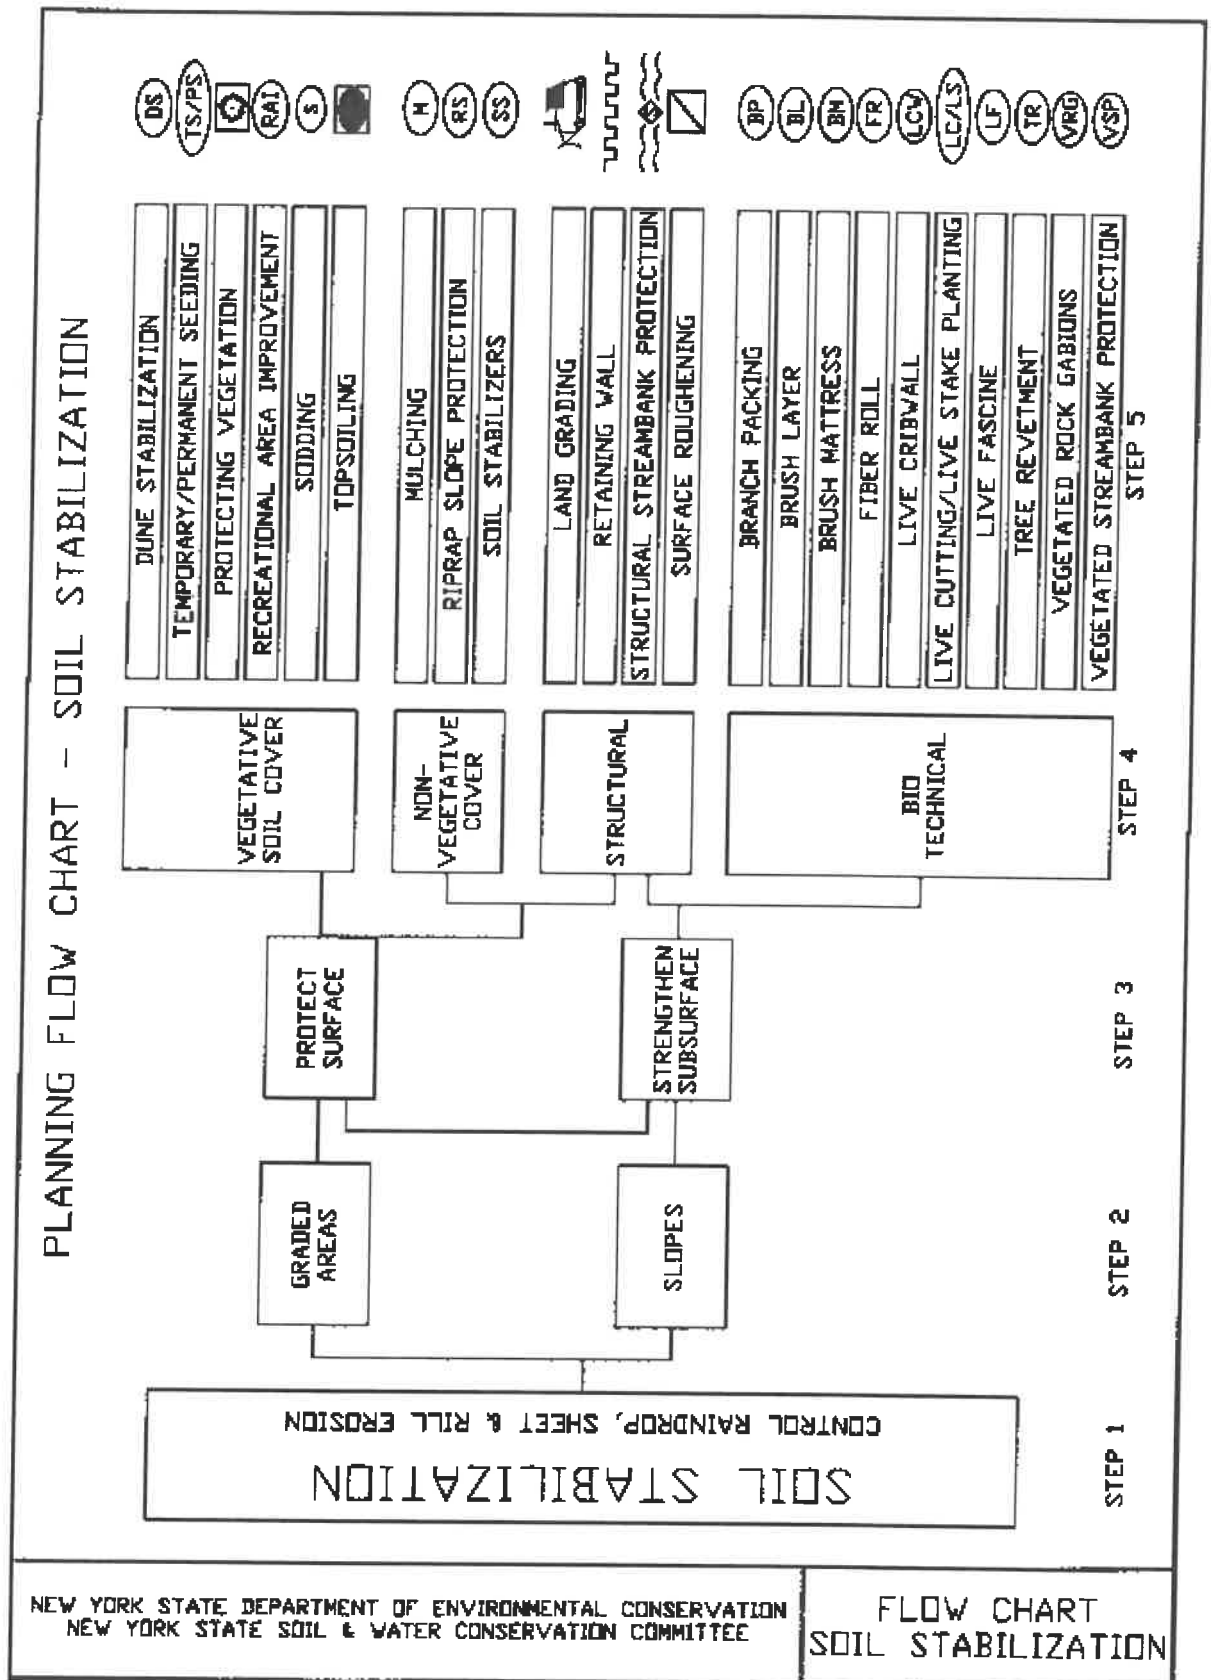 PLANNING FLOW CHART - SOIL STABILIZATION
SOIL STABILIZATION
CONTROL RAINDROP, SHEET & RILL EROSION
STEP 1
GRADED
AREAS
SLOPES
STEP 2
PROTECT
SURFACE
STRENGTHEN
SUBSURFACE
STEP 3
VEGETATIVE
SOIL COVER
NON-
VEGETATIVE
COVER
STRUCTURAL
BIO
TECHNICAL
STEP 4
DUNE STABILIZATION
DS
TEMPORARY/PERMANENT SEEDING
TS/PS
PROTECTING VEGETATION
RECREATIONAL AREA IMPROVEMENT
RAI
SODDING
S
TOPSOILING
MULCHING
M
RIPRAP SLOPE PROTECTION
RS
SOIL STABILIZERS
SS
LAND GRADING
RETAINING WALL
STRUCTURAL STREAMBANK PROTECTION
S
SURFACE ROUGHENING
BRANCH PACKING
BP
BRUSH LAYER
BL
BRUSH MATTRESS
BM
FIBER ROLL
FR
LIVE CRIBWALL
LCW
LIVE CUTTING/LIVE STAKE PLANTING
LC/LS
LIVE FASCINE
LF
TREE REVETMENT
TR
VEGETATED ROCK GABIONS
VRG
VEGETATED STREAMBANK PROTECTION
VSP
STEP 5
NEW YORK STATE DEPARTMENT OF ENVIRONMENTAL CONSERVATION
NEW YORK STATE SOIL & WATER CONSERVATION COMMITTEE
FLOW CHART
SOIL STABILIZATION